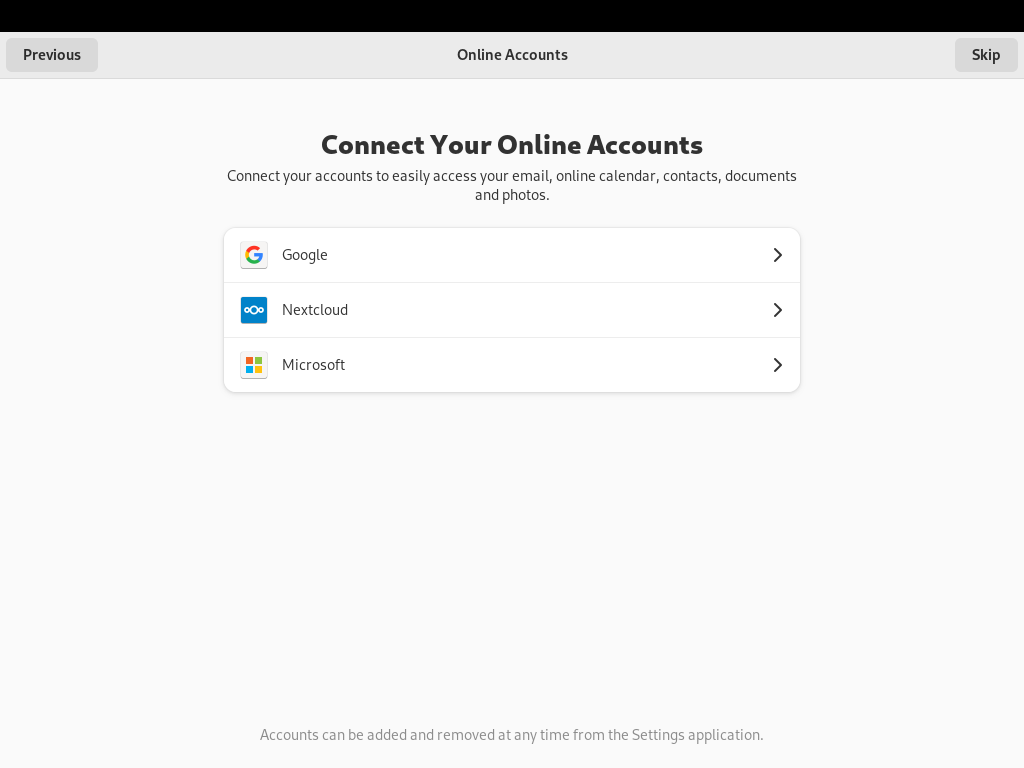 Previous
Online Accounts
Skip
Connect Your Online Accounts
Connect your accounts to easily access your email, online calendar, contacts, documents
and photos.
Google
Nextcloud
Microsoft
Accounts can be added and removed at any time from the Settings application.